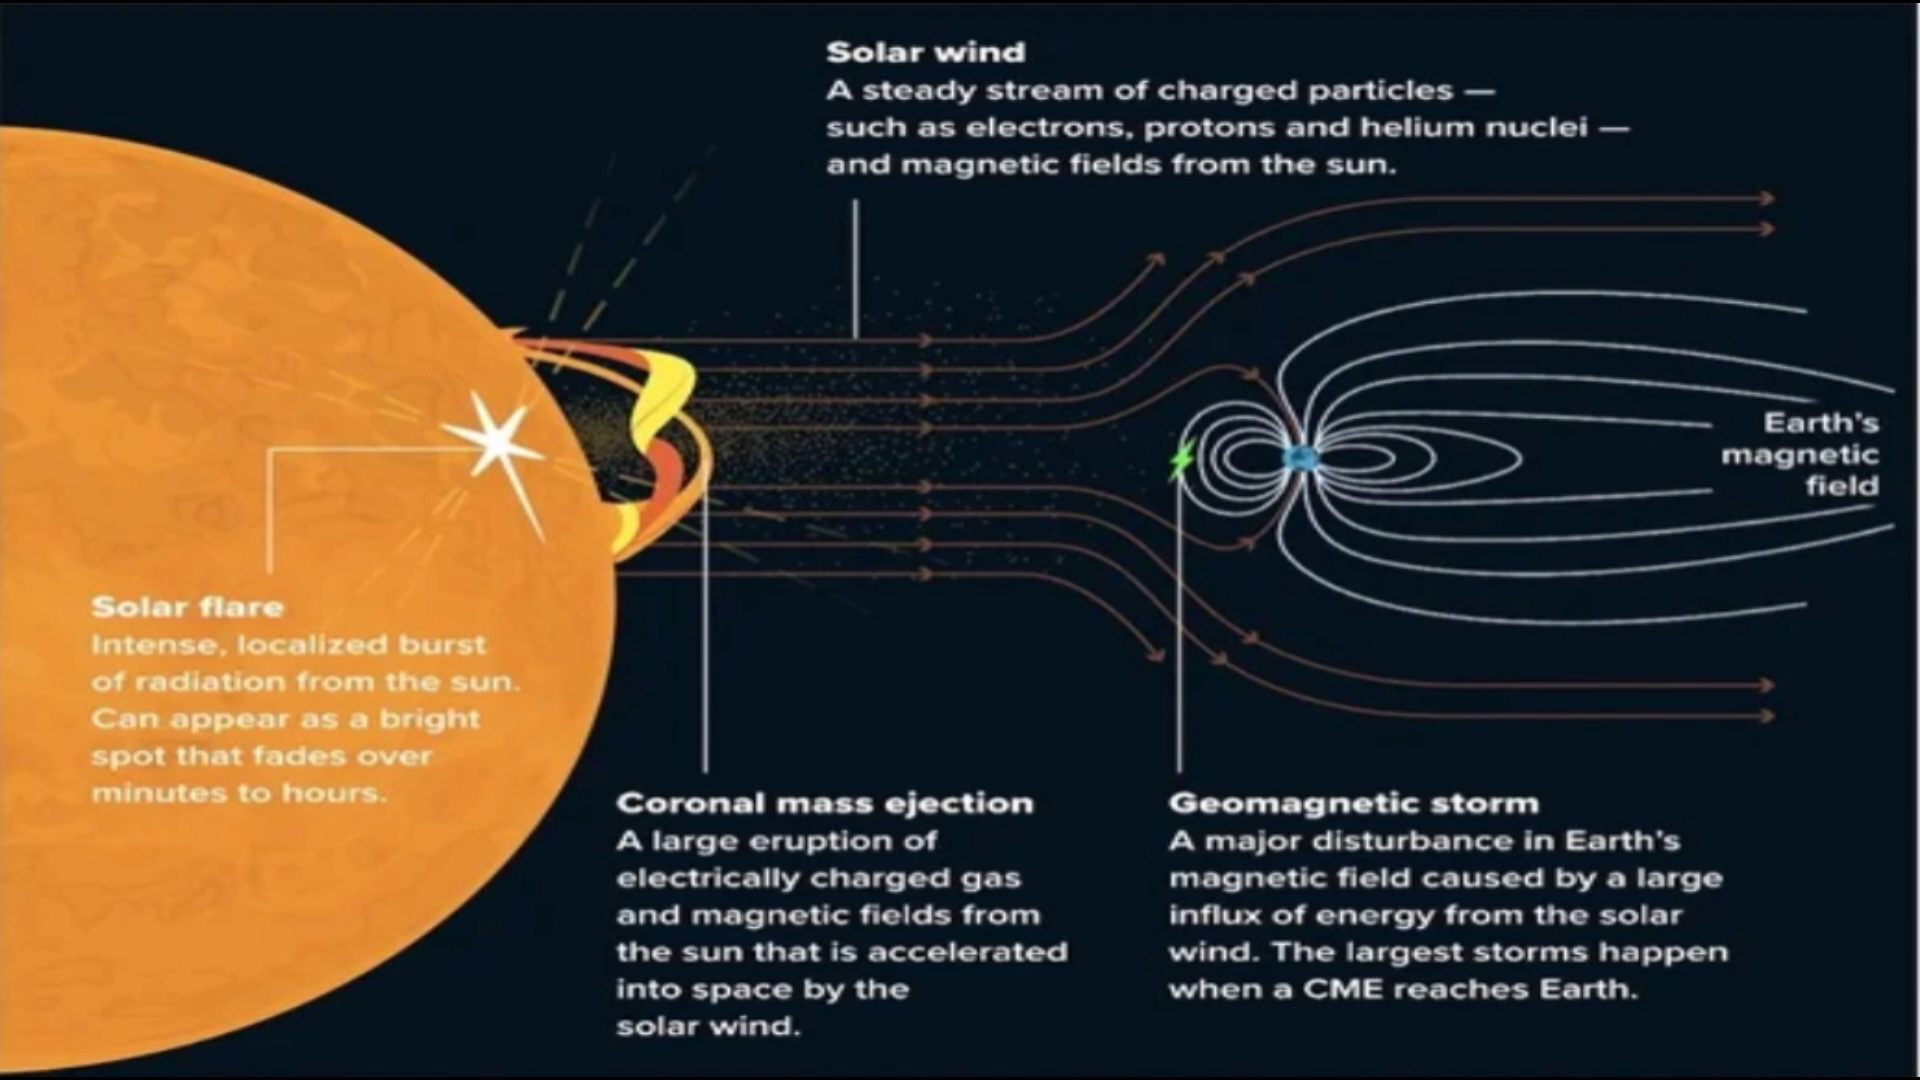 Solar wind
A steady stream of charged particles —
such as electrons, protons and helium nuclei —
and magnetic fields from the sun.
Earth's
magnetic
field
Solar flare
Intense, localized burst
of radiation from the sun.
Can appear as a bright
spot that fades over
minutes to hours.
Coronal mass ejection
A large eruption of
electrically charged gas
and magnetic fields from
the sun that is accelerated
into space by the
solar wind.
Geomagnetic storm
A major disturbance in Earth's
magnetic field caused by a large
influx of energy from the solar
wind. The largest storms happen
when a CME reaches Earth.